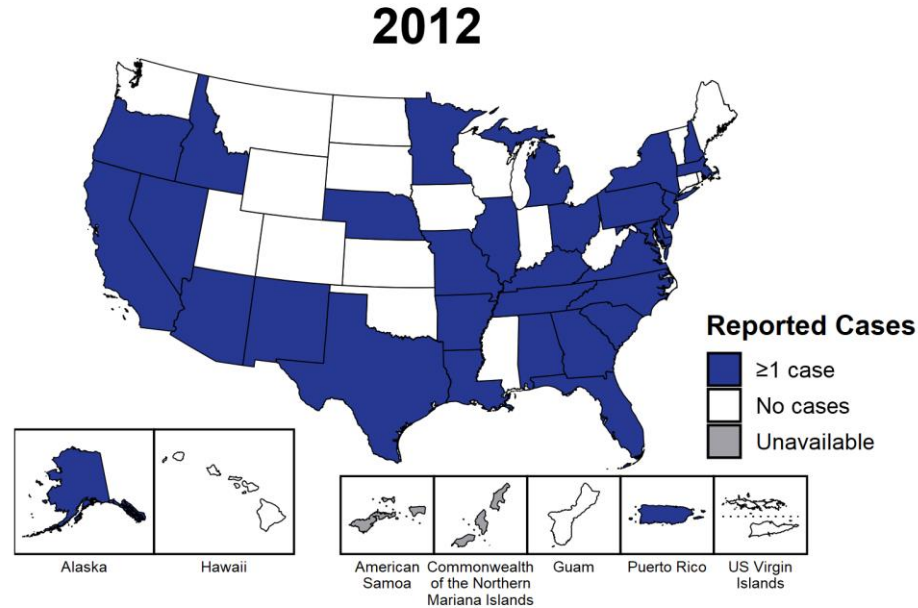 2012
Reported Cases
≥1 case
No cases
Unavailable
Alaska
Hawaii
American
Samoa
Commonwealth
of the Northern
Mariana Islands
Guam
Puerto Rico
US Virgin
Islands